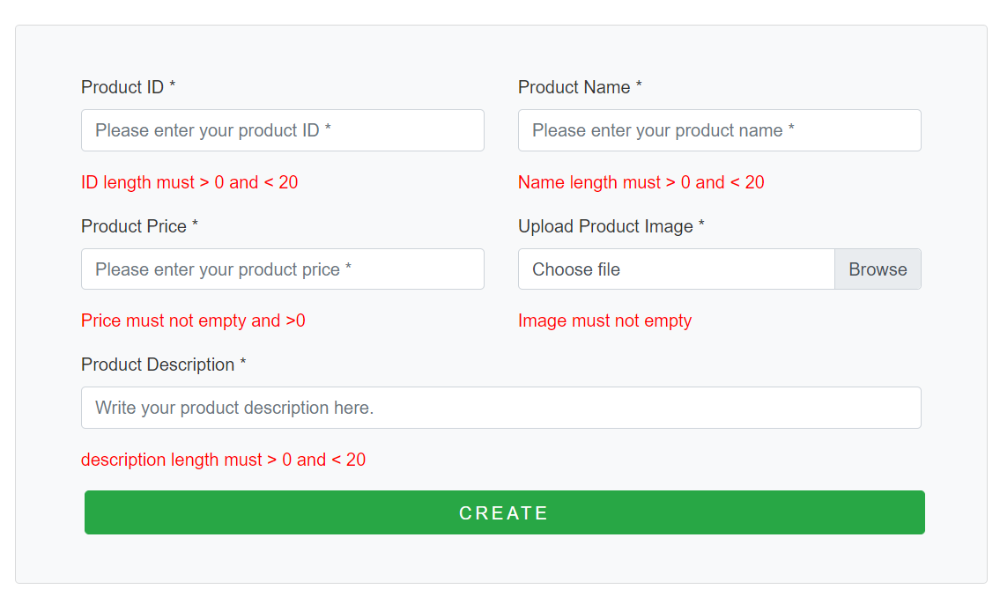 Product ID *
Product Name *
Please enter your product ID *
Please enter your product name *
ID length must > 0 and < 20
Name length must > 0 and < 20
Product Price *
Upload Product Image *
Please enter your product price *
Choose file
Browse
Price must not empty and >0
Image must not empty
Product Description *
Write your product description here.
description length must > 0 and < 20
CREATE